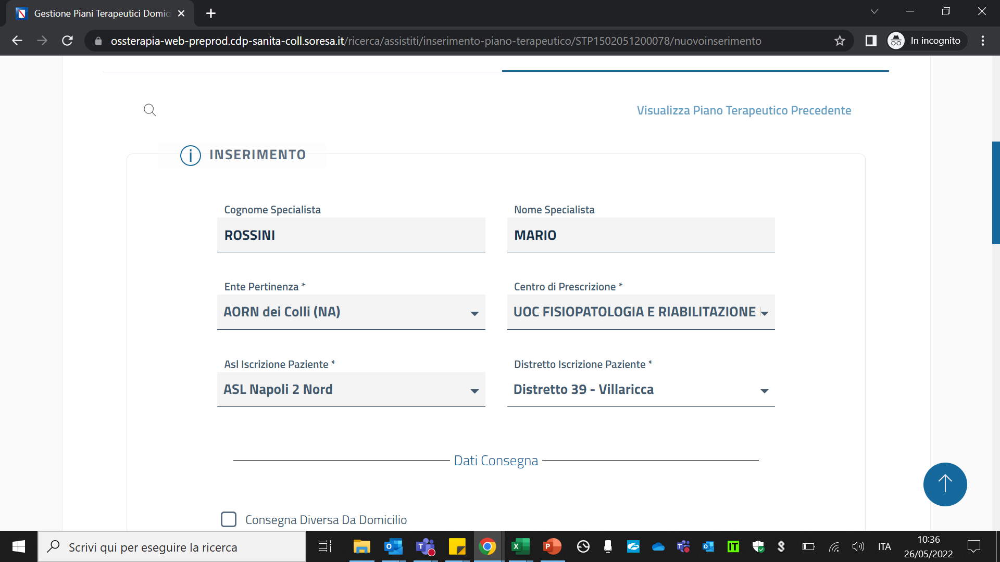 Gestione Piani Terapeutici Domici
ossterapia-web-preprod.cdp-sanita-coll.soresa.it/ricerca/assistiti/inserimento-piano-terapeutico/STP1502051200078/nuovoinserimento
In incognito
Visualizza Piano Terapeutico Precedente
INSERIMENTO
Cognome Specialista
Nome Specialista
ROSSINI
MARIO
Ente Pertinenza *
Centro di Prescrizione *
AORN dei Colli (NA)
UOC FISIOPATOLOGIA E RIABILITAZIONE
Asl Iscrizione Paziente *
Distretto Iscrizione Paziente *
ASL Napoli 2 Nord
Distretto 39 - Villaricca
Dati Consegna
Consegna Diversa Da Domicilio
Scrivi qui per eseguire la ricerca
IT
ITA
10:36
26/05/2022